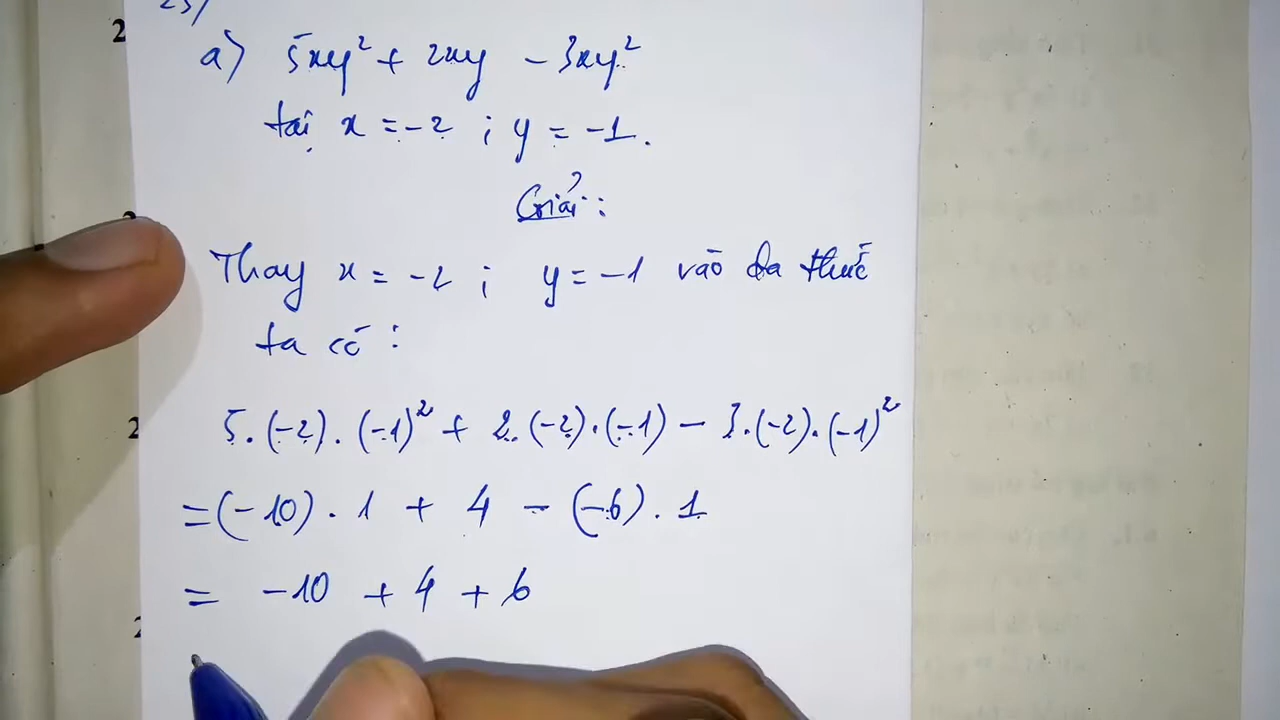 23/
a) 5xy² + 2xy - 3xy²
tại x = -2 ; y = -1.
Giải:
Thay x = -2 ; y = -1 vào đa thức
ta có :
5.(-2).(-1)² + 2.(-2).(-1) - 3.(-2).(-1)²
= (-10) . 1 + 4 - (-6) . 1
= -10 + 4 + 6